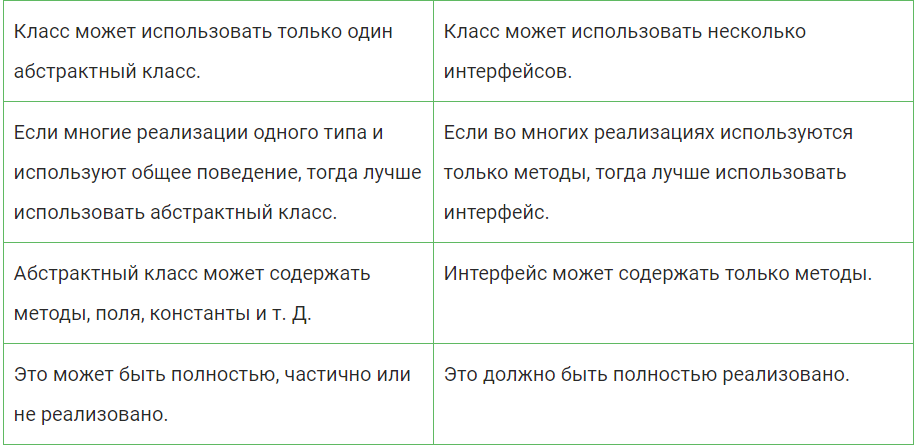 Класс может использовать только один
абстрактный класс.
Класс может использовать несколько
интерфейсов.
Если многие реализации одного типа и
используют общее поведение, тогда лучше
использовать абстрактный класс.
Если во многих реализациях используются
только методы, тогда лучше использовать
интерфейс.
Абстрактный класс может содержать
методы, поля, константы и т. Д.
Интерфейс может содержать только методы.
Это может быть полностью, частично или
не реализовано.
Это должно быть полностью реализовано.